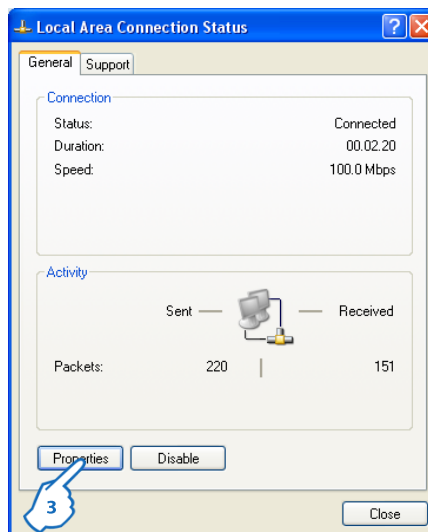 Local Area Connection Status
General Support
Connection
Status: Connected
Duration: 00.02.20
Speed: 100.0 Mbps
Activity
Sent Received
Packets: 220 151
Properties Disable
3
Close